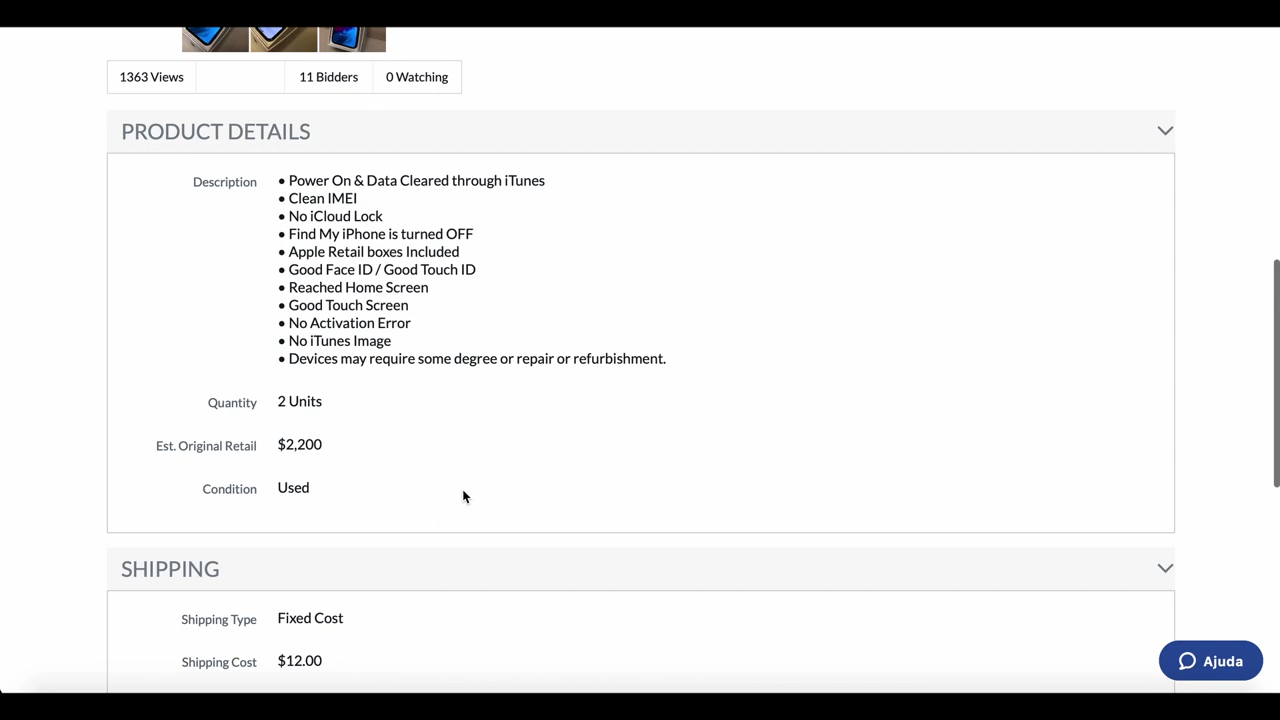 1363 Views 11 Bidders 0 Watching
PRODUCT DETAILS
Description
• Power On & Data Cleared through iTunes
• Clean IMEI
• No iCloud Lock
• Find My iPhone is turned OFF
• Apple Retail boxes Included
• Good Face ID / Good Touch ID
• Reached Home Screen
• Good Touch Screen
• No Activation Error
• No iTunes Image
• Devices may require some degree or repair or refurbishment.
Quantity 2 Units
Est. Original Retail $2,200
Condition Used
SHIPPING
Shipping Type Fixed Cost
Shipping Cost $12.00
Ajuda